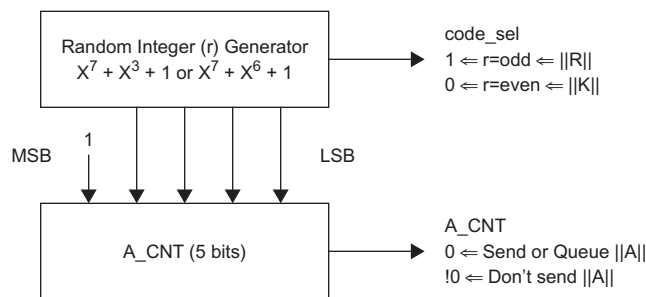 Random Integer (r) Generator
X⁷ + X³ + 1 or X⁷ + X⁶ + 1
code_sel
1 ⇐ r=odd ⇐ ||R||
0 ⇐ r=even ⇐ ||K||
1
MSB
LSB
A_CNT (5 bits)
A_CNT
0 ⇐ Send or Queue ||A||
!0 ⇐ Don't send ||A||